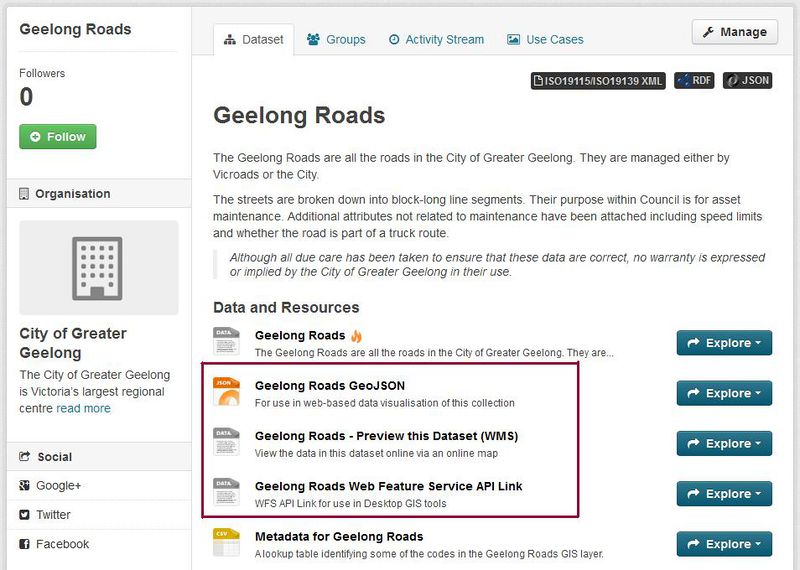 Geelong Roads
Followers
0
Follow
Organisation
City of Greater
Geelong
The City of Greater Geelong
is Victoria's largest regional
centre read more
Social
Google+
Twitter
Facebook
Dataset
Groups
Activity Stream
Use Cases
Manage
ISO19115/ISO19139 XML
RDF
JSON
Geelong Roads
The Geelong Roads are all the roads in the City of Greater Geelong. They are managed either by
Vicroads or the City.
The streets are broken down into block-long line segments. Their purpose within Council is for asset
maintenance. Additional attributes not related to maintenance have been attached including speed limits
and whether the road is part of a truck route.
Although all due care has been taken to ensure that these data are correct, no warranty is expressed
or implied by the City of Greater Geelong in their use.
Data and Resources
DATA
Geelong Roads
The Geelong Roads are all the roads in the City of Greater Geelong. They are...
Explore
JSON
Geelong Roads GeoJSON
For use in web-based data visualisation of this collection
Explore
DATA
Geelong Roads - Preview this Dataset (WMS)
View the data in this dataset online via an online map
Explore
DATA
Geelong Roads Web Feature Service API Link
WFS API Link for use in Desktop GIS tools
Explore
CSV
Metadata for Geelong Roads
A lookup table identifying some of the codes in the Geelong Roads GIS layer.
Explore